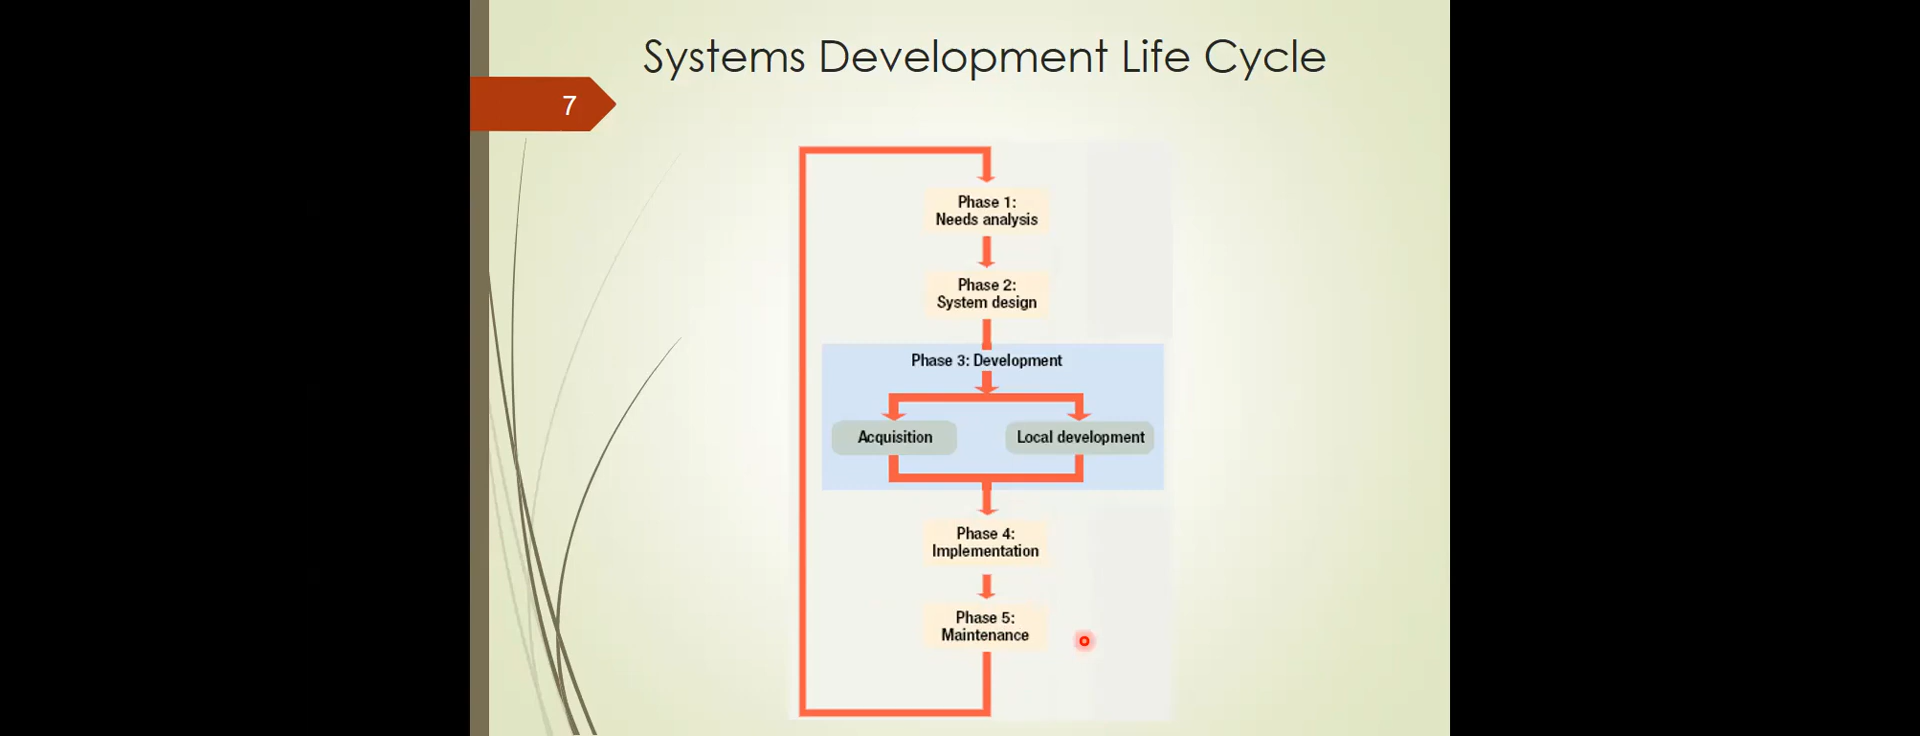 Systems Development Life Cycle
7
Phase 1:
Needs analysis
Phase 2:
System design
Phase 3: Development
Acquisition
Local development
Phase 4:
Implementation
Phase 5:
Maintenance